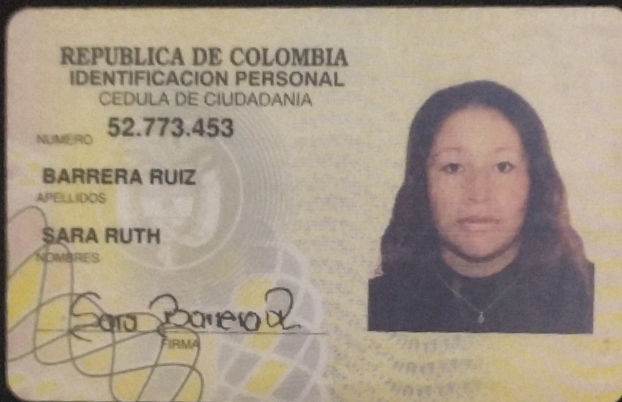 REPUBLICA DE COLOMBIA
IDENTIFICACION PERSONAL
CEDULA DE CIUDADANIA
NUMERO 52.773.453
BARRERA RUIZ
APELLIDOS
SARA RUTH
NOMBRES
Sara Barrera R
FIRMA